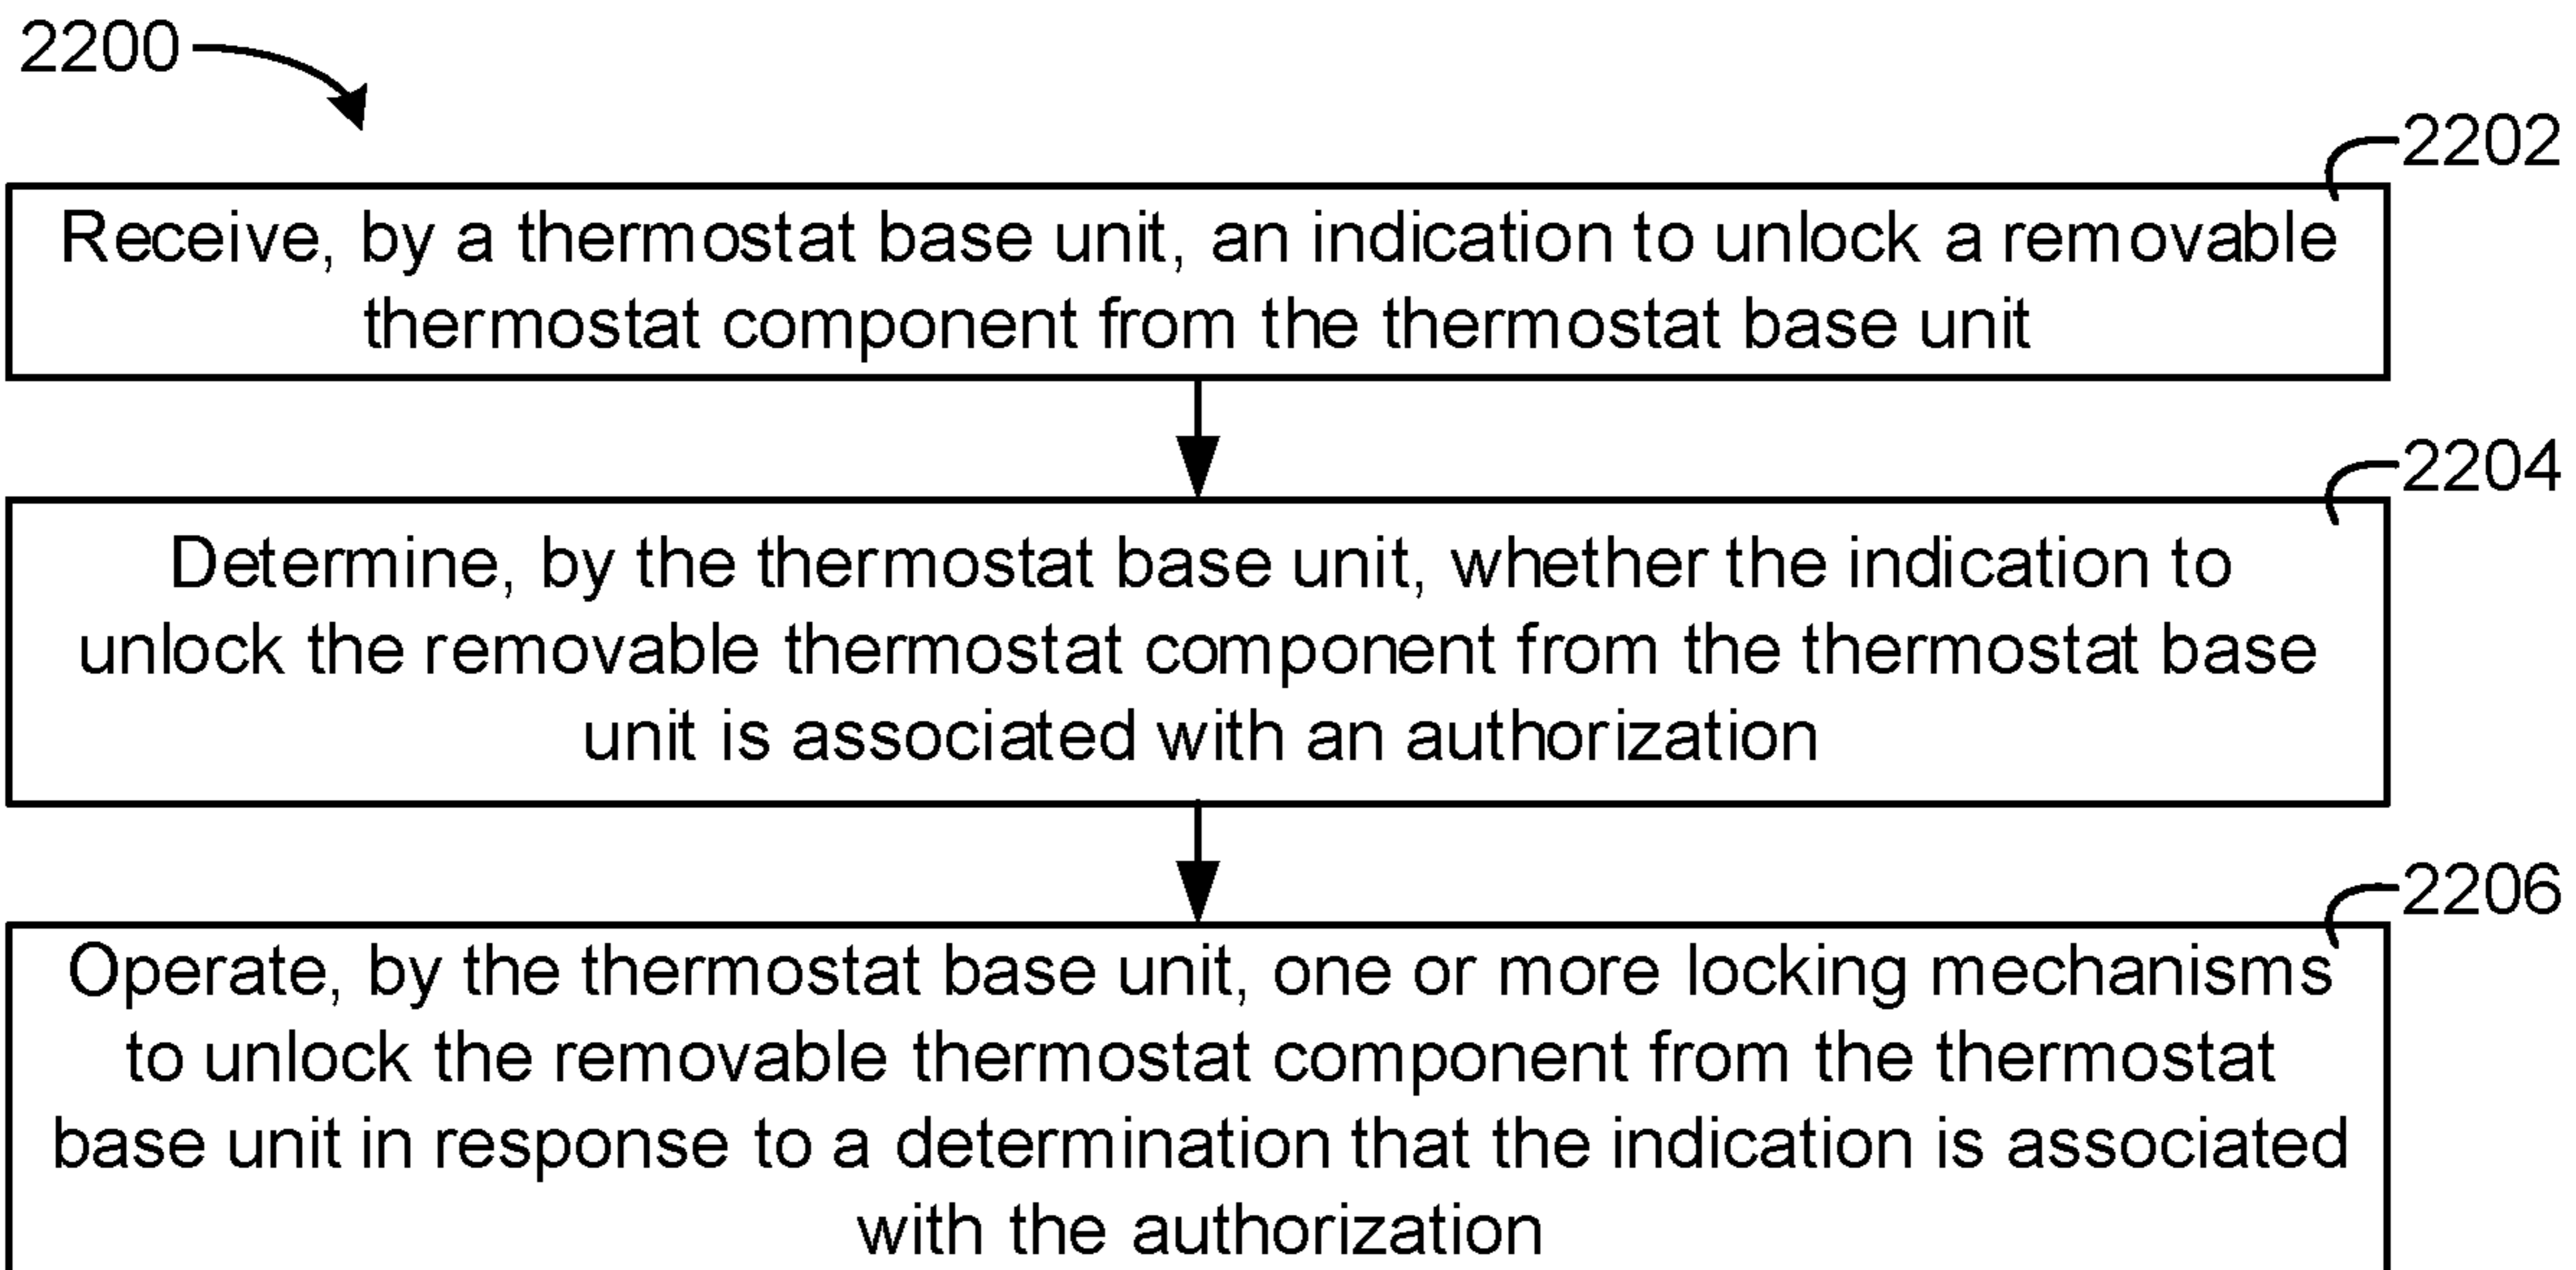 2200
2202
Receive, by a thermostat base unit, an indication to unlock a removable
thermostat component from the thermostat base unit
2204
Determine, by the thermostat base unit, whether the indication to
unlock the removable thermostat component from the thermostat base
unit is associated with an authorization
2206
Operate, by the thermostat base unit, one or more locking mechanisms
to unlock the removable thermostat component from the thermostat
base unit in response to a determination that the indication is associated
with the authorization